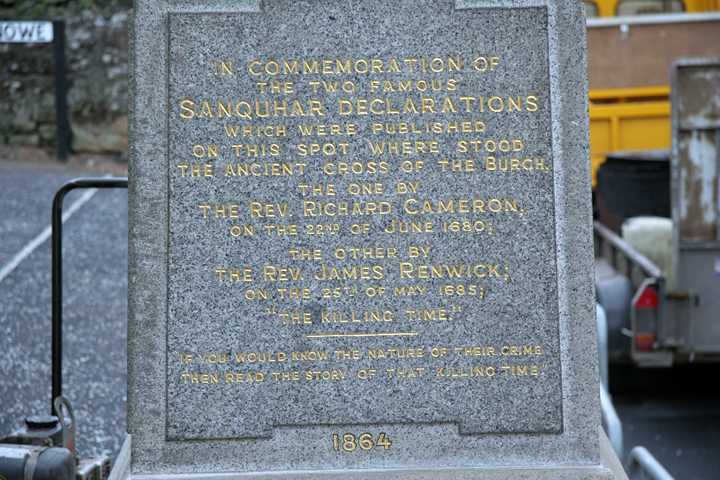 OWE
IN COMMEMORATION OF
THE TWO FAMOUS
SANQUHAR DECLARATIONS
WHICH WERE PUBLISHED
ON THIS SPOT WHERE STOOD
THE ANCIENT CROSS OF THE BURGH.
THE ONE BY
THE REV. RICHARD CAMERON,
ON THE 22ND OF JUNE 1680;
THE OTHER BY
THE REV. JAMES RENWICK;
ON THE 25TH OF MAY 1685;
"THE KILLING TIME."
"IF YOU WOULD KNOW THE NATURE OF THEIR CRIME
THEN READ THE STORY OF THAT KILLING TIME."
1864